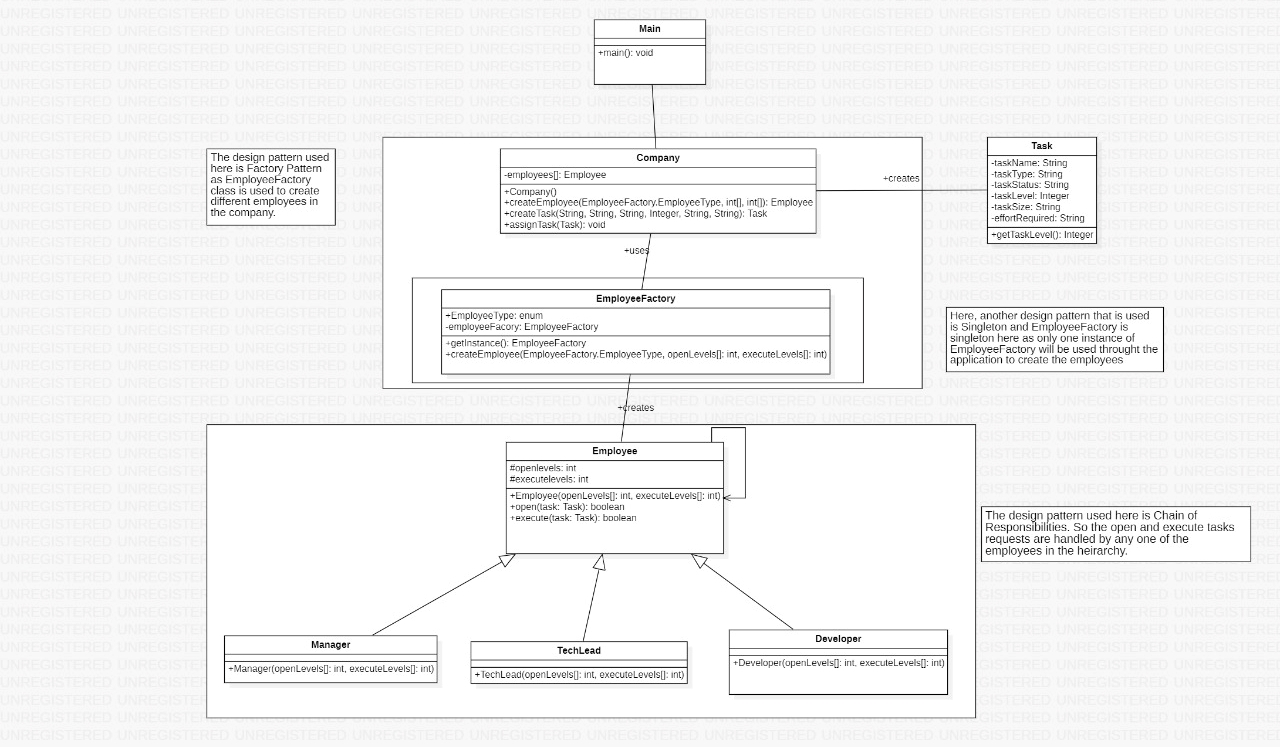 Main
+main(): void
The design pattern used
here is Factory Pattern
as EmployeeFactory
class is used to create
different employees in
the company.
Company
-employees[]: Employee
+Company()
+createEmployee(EmployeeFactory.EmployeeType, int[], int[]): Employee
+createTask(String, String, String, Integer, String, String): Task
+assignTask(Task): void
+creates
Task
-taskName: String
-taskType: String
-taskStatus: String
-taskLevel: Integer
-taskSize: String
-effortRequired: String
+getTaskLevel(): Integer
+uses
EmployeeFactory
+EmployeeType: enum
-employeeFacory: EmployeeFactory
+getInstance(): EmployeeFactory
+createEmployee(EmployeeFactory.EmployeeType, openLevels[]: int, executeLevels[]: int)
Here, another design pattern that is used
is Singleton and EmployeeFactory is
singleton here as only one instance of
EmployeeFactory will be used throught the
application to create the employees
+creates
Employee
#openlevels: int
#executelevels: int
+Employee(openLevels[]: int, executeLevels[]: int)
+open(task: Task): boolean
+execute(task: Task): boolean
The design pattern used here is Chain of
Responsibilities. So the open and execute tasks
requests are handled by any one of the
employees in the heirarchy.
Manager
+Manager(openLevels[]: int, executeLevels[]: int)
TechLead
+TechLead(openLevels[]: int, executeLevels[]: int)
Developer
+Developer(openLevels[]: int, executeLevels[]: int)
UNREGISTERED